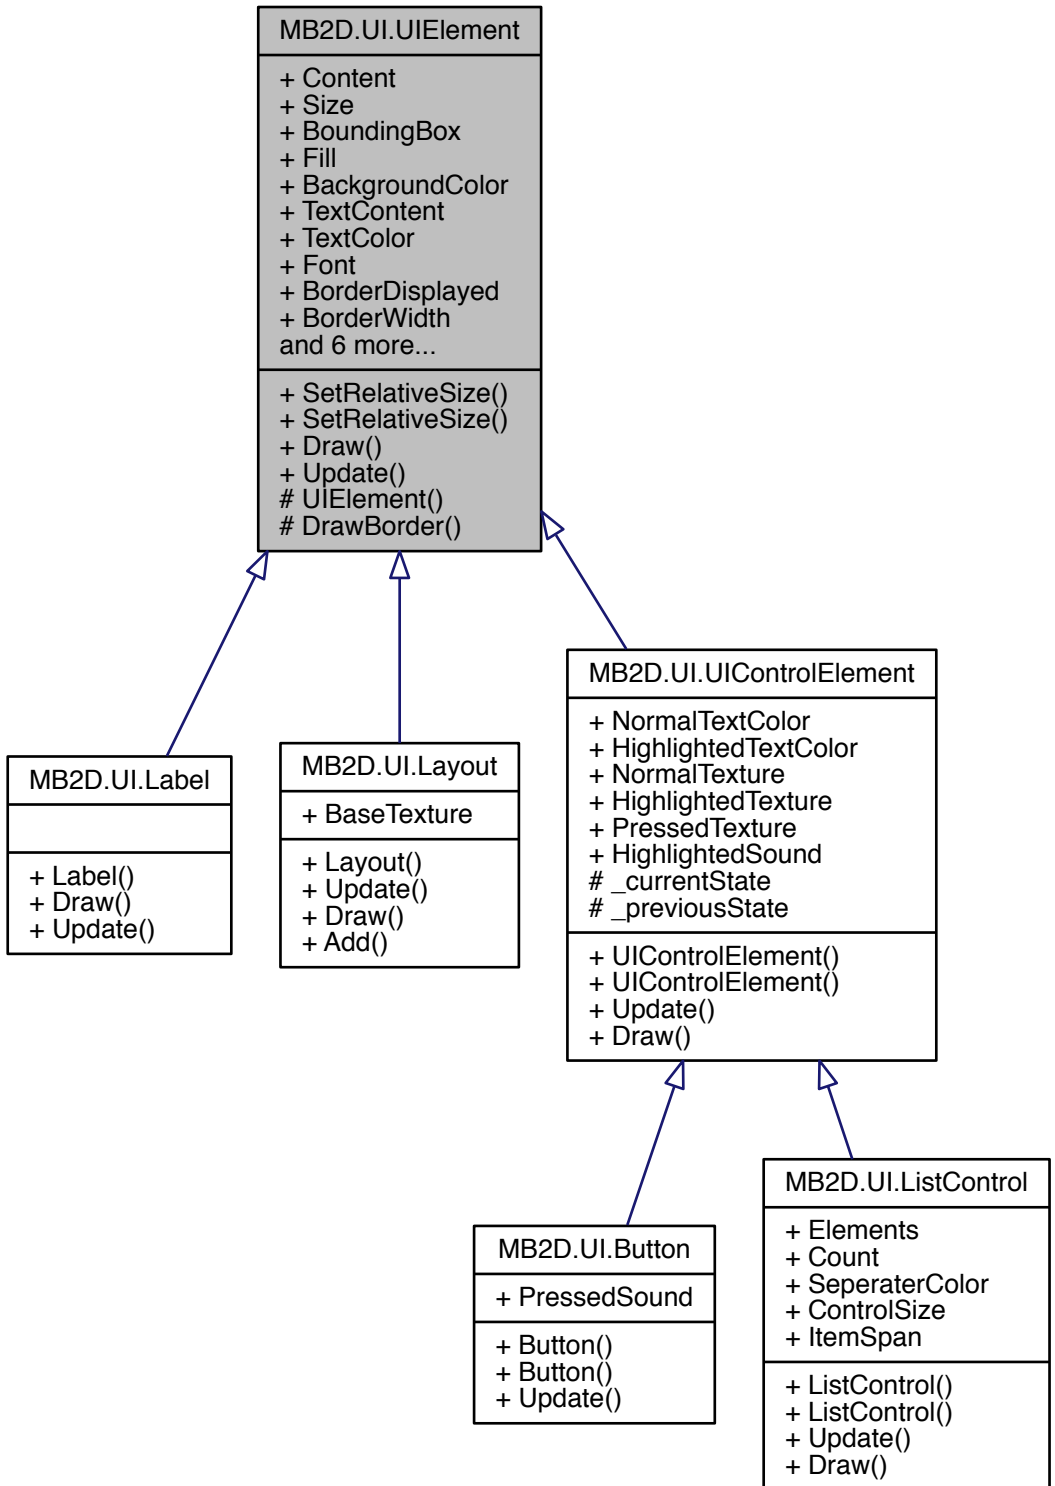 MB2D.UI.UIElement
+ Content
+ Size
+ BoundingBox
+ Fill
+ BackgroundColor
+ TextContent
+ TextColor
+ Font
+ BorderDisplayed
+ BorderWidth
and 6 more...
+ SetRelativeSize()
+ SetRelativeSize()
+ Draw()
+ Update()
# UIElement()
# DrawBorder()
MB2D.UI.Label
+ Label()
+ Draw()
+ Update()
MB2D.UI.Layout
+ BaseTexture
+ Layout()
+ Update()
+ Draw()
+ Add()
MB2D.UI.UIControlElement
+ NormalTextColor
+ HighlightedTextColor
+ NormalTexture
+ HighlightedTexture
+ PressedTexture
+ HighlightedSound
# _currentState
# _previousState
+ UIControlElement()
+ UIControlElement()
+ Update()
+ Draw()
MB2D.UI.Button
+ PressedSound
+ Button()
+ Button()
+ Update()
MB2D.UI.ListControl
+ Elements
+ Count
+ SeperaterColor
+ ControlSize
+ ItemSpan
+ ListControl()
+ ListControl()
+ Update()
+ Draw()